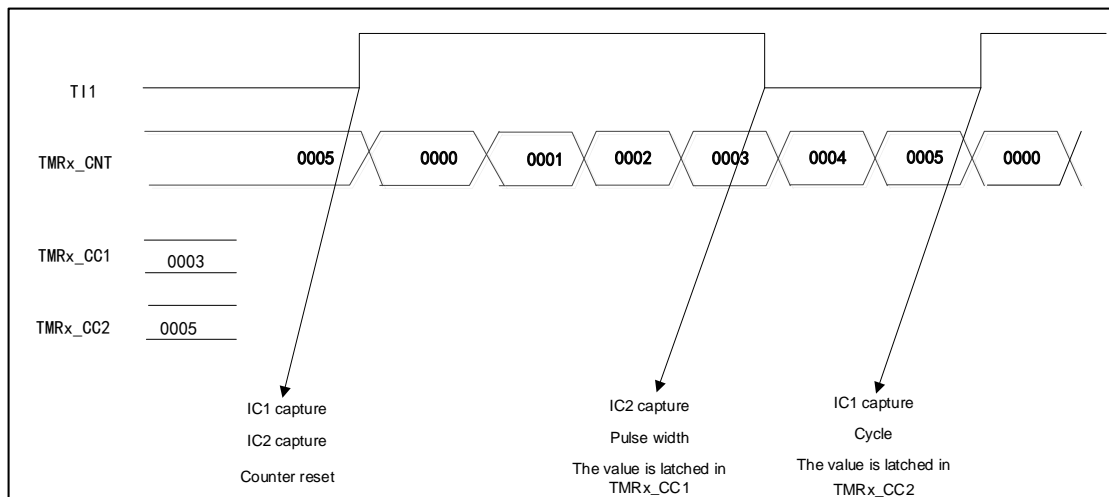 TI1
TMRx_CNT
0005 0000 0001 0002 0003 0004 0005 0000
TMRx_CC1
0003
TMRx_CC2
0005
IC1 capture
IC2 capture
Counter reset
IC2 capture
Pulse width
The value is latched in
TMRx_CC1
IC1 capture
Cycle
The value is latched in
TMRx_CC2